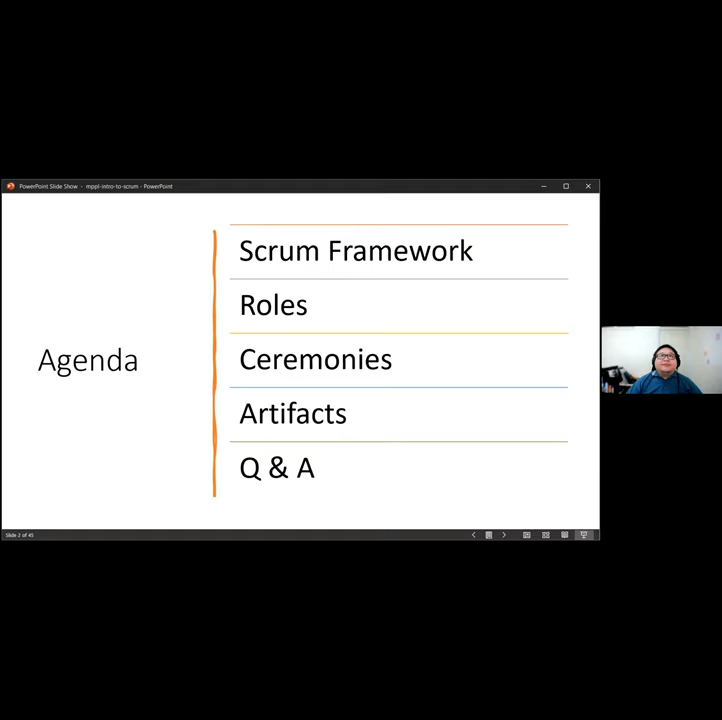 PowerPoint Slide Show - mppl-intro-to-scrum - PowerPoint
Agenda
Scrum Framework
Roles
Ceremonies
Artifacts
Q & A
Slide 2 of 45